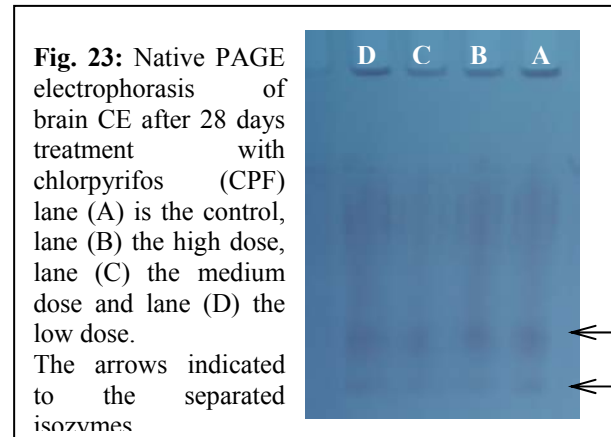 Fig. 23: Native PAGE
electrophorasis of
brain CE after 28 days
treatment with
chlorpyrifos (CPF)
lane (A) is the control,
lane (B) the high dose,
lane (C) the medium
dose and lane (D) the
low dose.
The arrows indicated
to the separated
isozymes
D C B A